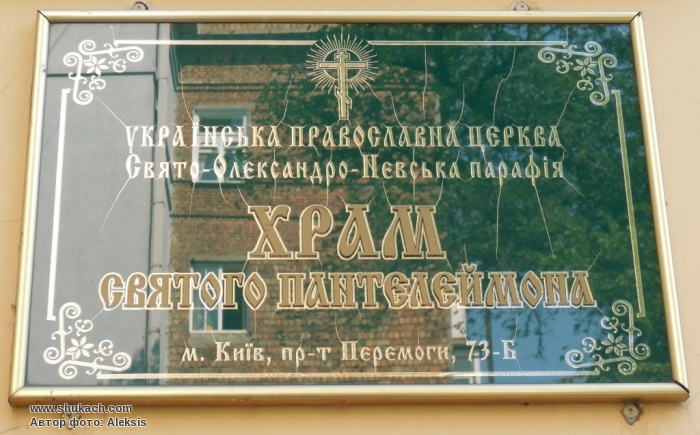 УКРАЇНСЬКА ПРАВОСЛАВНА ЦЕРКВА
Свято-Олександро-Невська парафія
ХРАМ
СВЯТОГО ПАНТЕЛЕЙМОНА
м. Київ, пр-т Перемоги, 73-Б
www.shukach.com
Автор фото: Aleksis